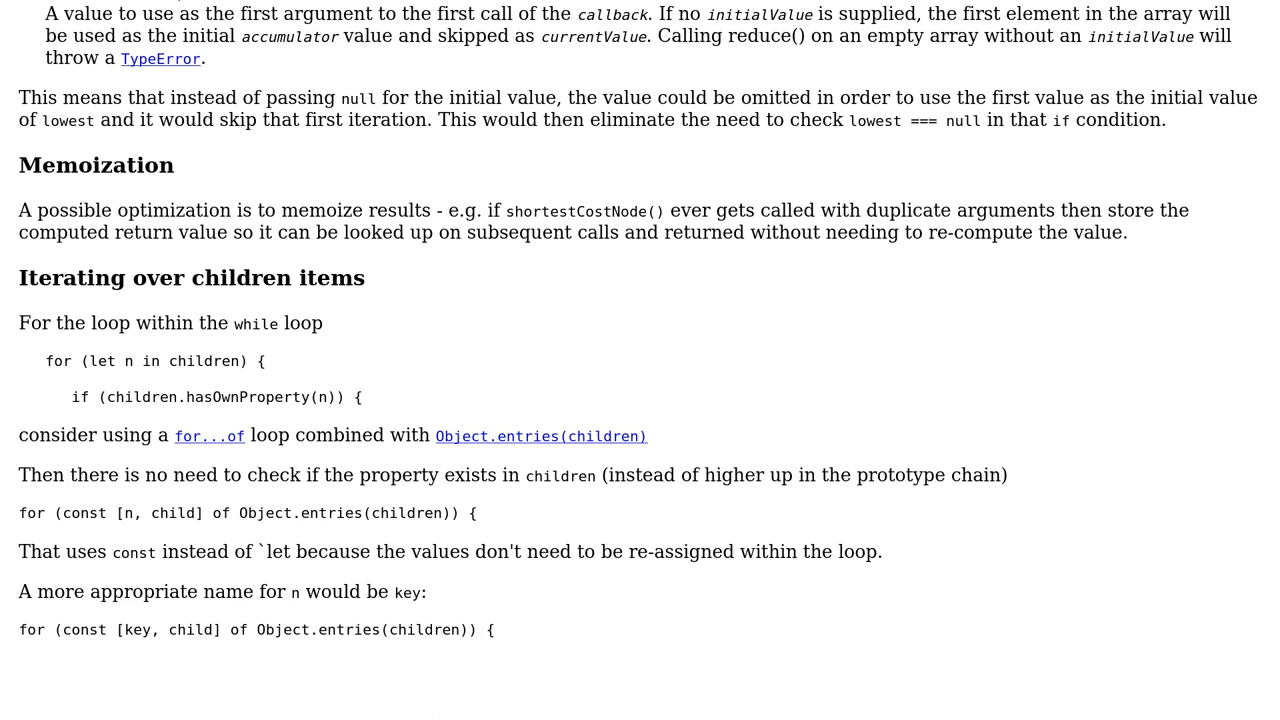 A value to use as the first argument to the first call of the callback. If no initialValue is supplied, the first element in the array will
be used as the initial accumulator value and skipped as currentValue. Calling reduce() on an empty array without an initialValue will
throw a TypeError.
This means that instead of passing null for the initial value, the value could be omitted in order to use the first value as the initial value
of lowest and it would skip that first iteration. This would then eliminate the need to check lowest === null in that if condition.
Memoization
A possible optimization is to memoize results - e.g. if shortestCostNode() ever gets called with duplicate arguments then store the
computed return value so it can be looked up on subsequent calls and returned without needing to re-compute the value.
Iterating over children items
For the loop within the while loop
for (let n in children) {
if (children.hasOwnProperty(n)) {
consider using a for...of loop combined with Object.entries(children)
Then there is no need to check if the property exists in children (instead of higher up in the prototype chain)
for (const [n, child] of Object.entries(children)) {
That uses const instead of `let because the values don't need to be re-assigned within the loop.
A more appropriate name for n would be key:
for (const [key, child] of Object.entries(children)) {